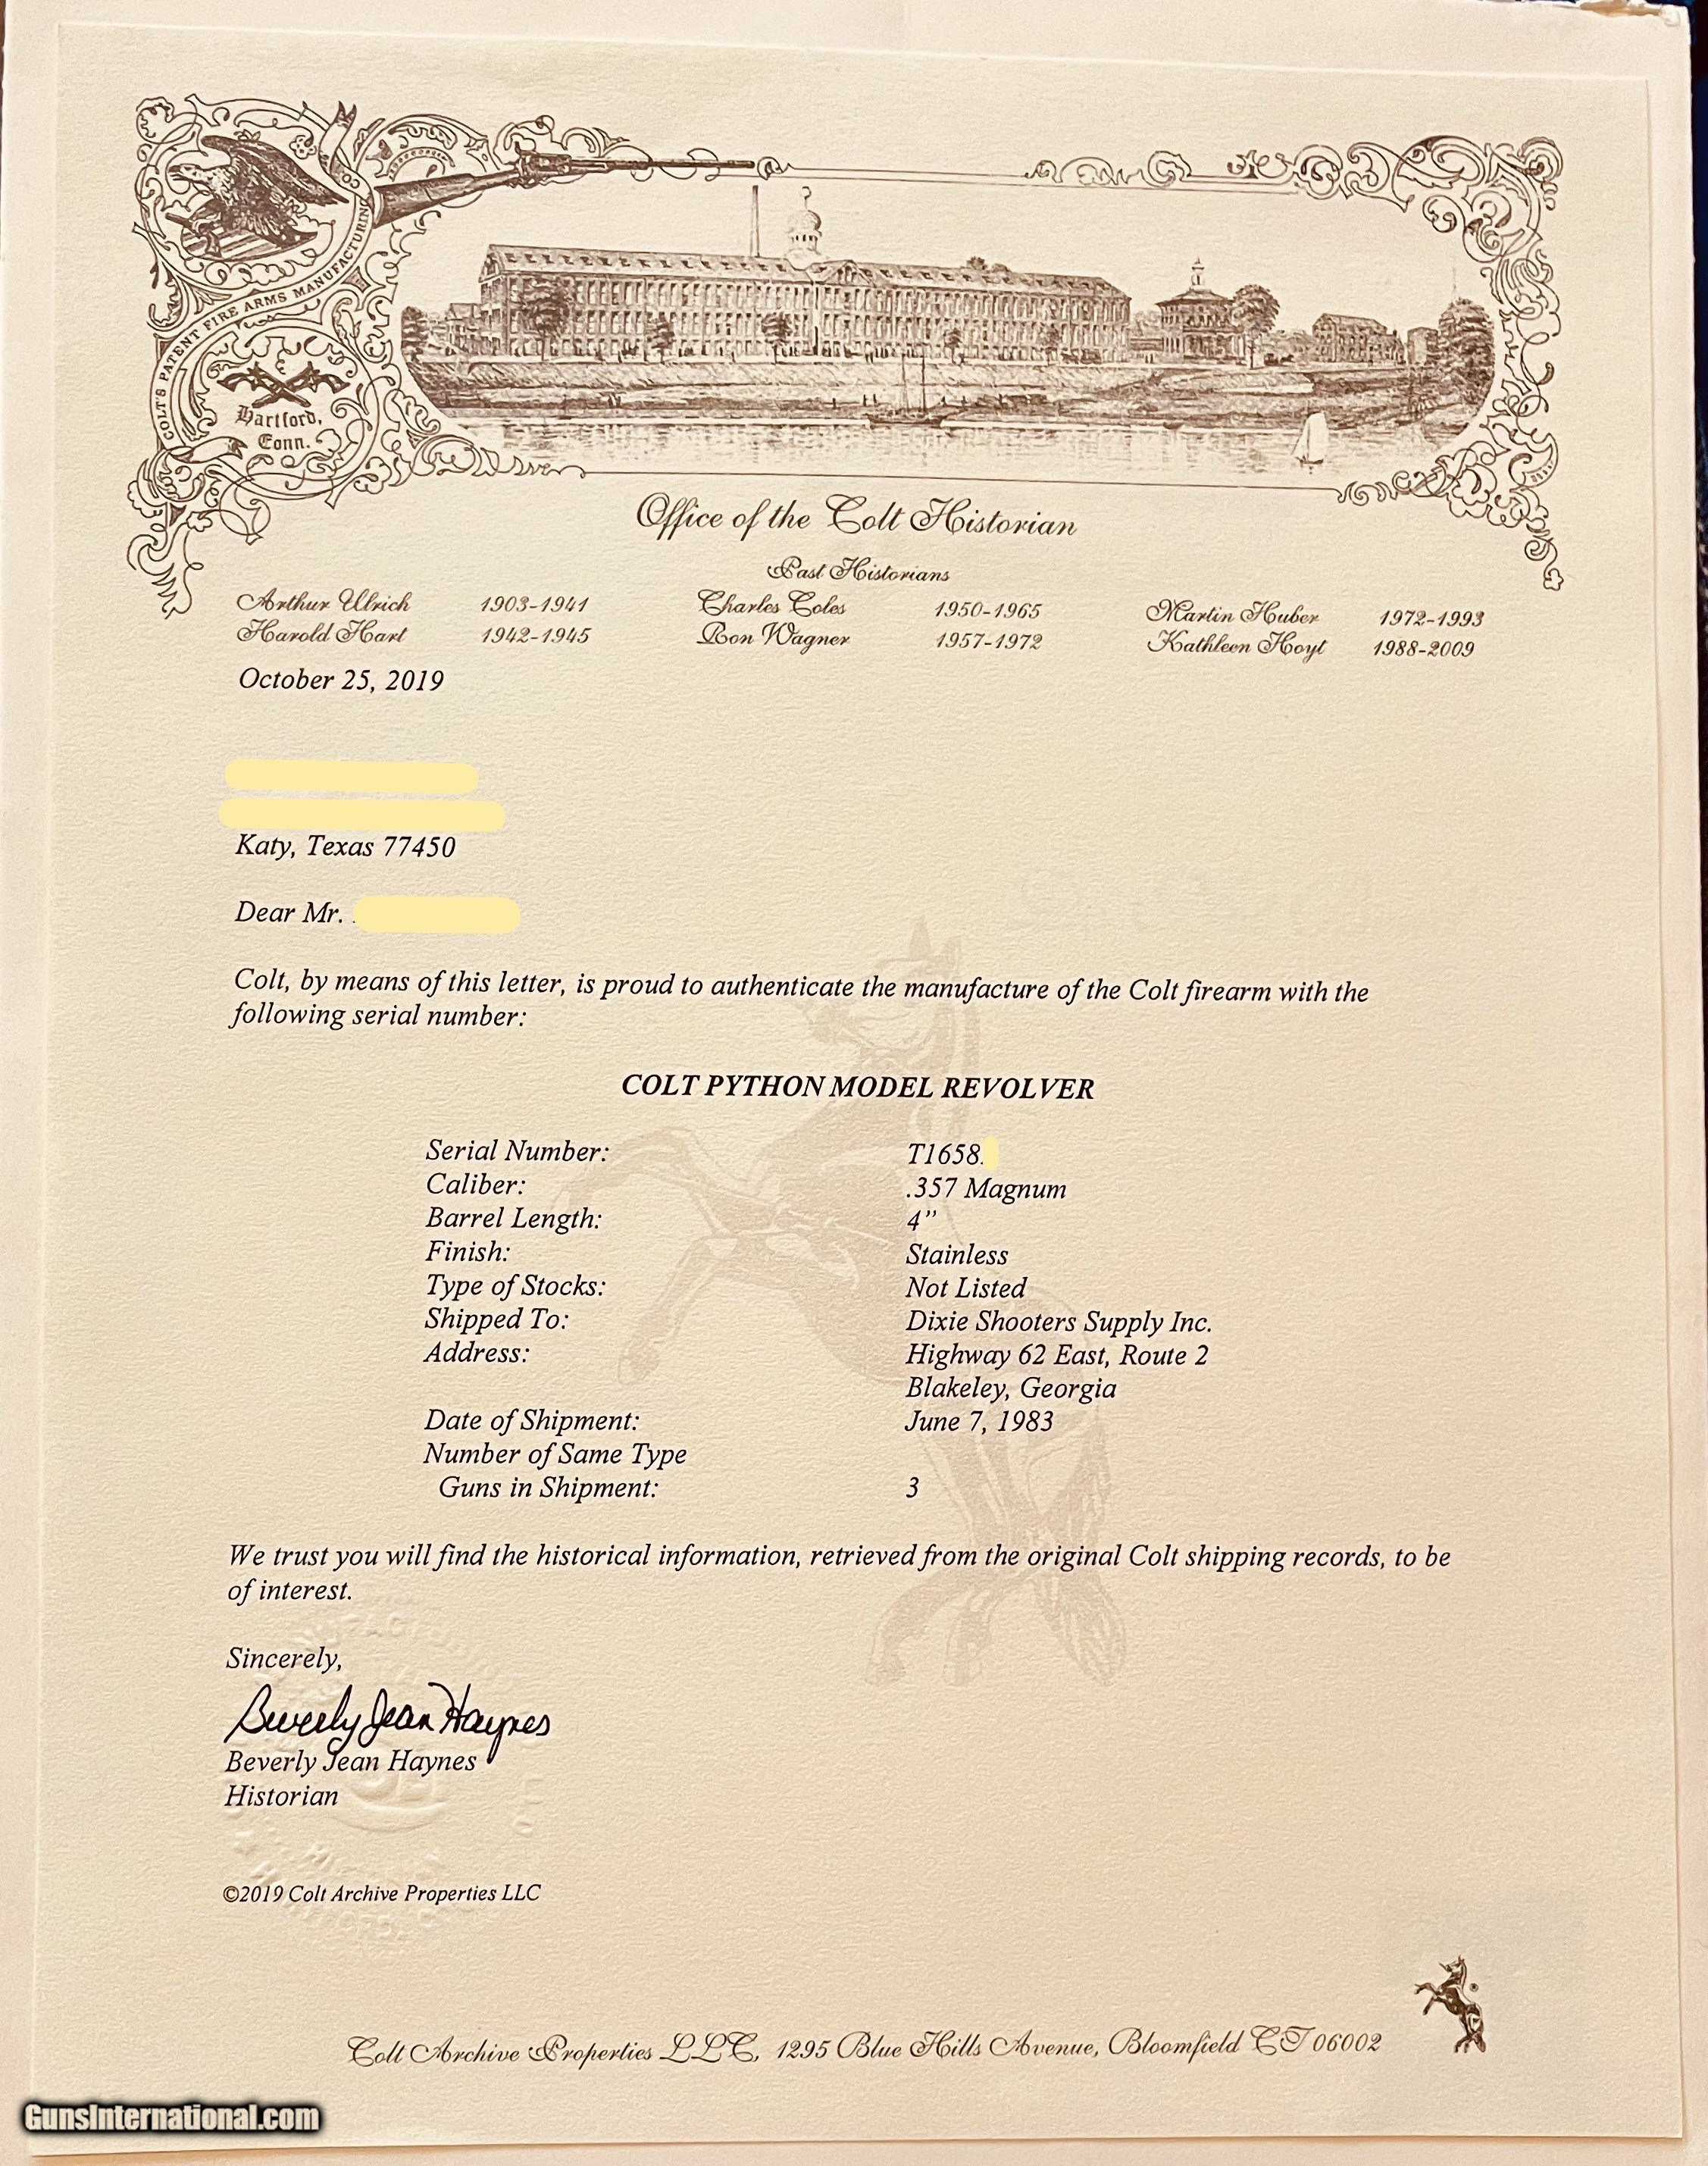 COLT'S PATENT FIRE ARMS MANUFACTURING CO.
Hartford,
Conn.
Office of the Colt Historian
Past Historians
Arthur Ulrich 1903-1941 Charles Coles 1950-1965 Martin Huber 1972-1993
Harold Hart 1942-1945 Ron Wagner 1957-1972 Kathleen Hoyt 1988-2009
October 25, 2019
Katy, Texas 77450
Dear Mr.
Colt, by means of this letter, is proud to authenticate the manufacture of the Colt firearm with the
following serial number:
COLT PYTHON MODEL REVOLVER
Serial Number: T1658
Caliber: .357 Magnum
Barrel Length: 4”
Finish: Stainless
Type of Stocks: Not Listed
Shipped To: Dixie Shooters Supply Inc.
Address: Highway 62 East, Route 2
Blakeley, Georgia
Date of Shipment: June 7, 1983
Number of Same Type
Guns in Shipment: 3
We trust you will find the historical information, retrieved from the original Colt shipping records, to be
of interest.
Sincerely,
Beverly Jean Haynes
Beverly Jean Haynes
Historian
©2019 Colt Archive Properties LLC
Colt Archive Properties LLC, 1295 Blue Hills Avenue, Bloomfield CT 06002
GunsInternational.com